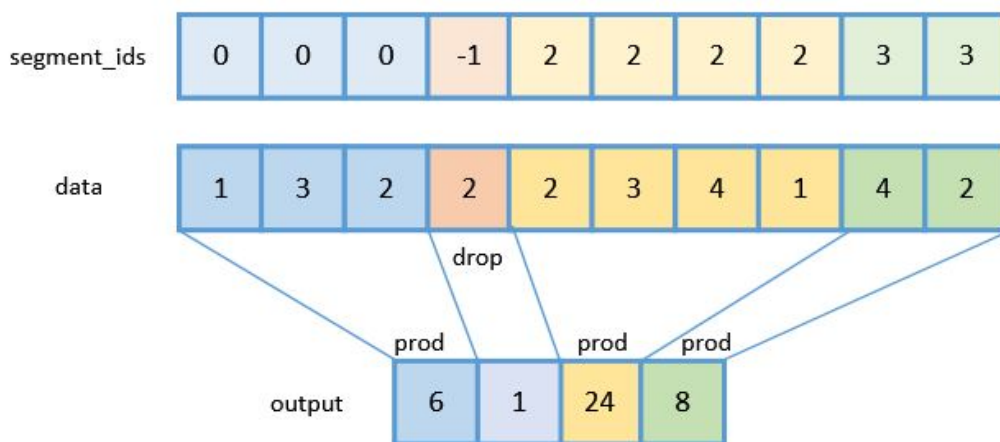 segment_ids 0 0 0 -1 2 2 2 2 3 3
data 1 3 2 2 2 3 4 1 4 2
drop
prod prod prod
output 6 1 24 8